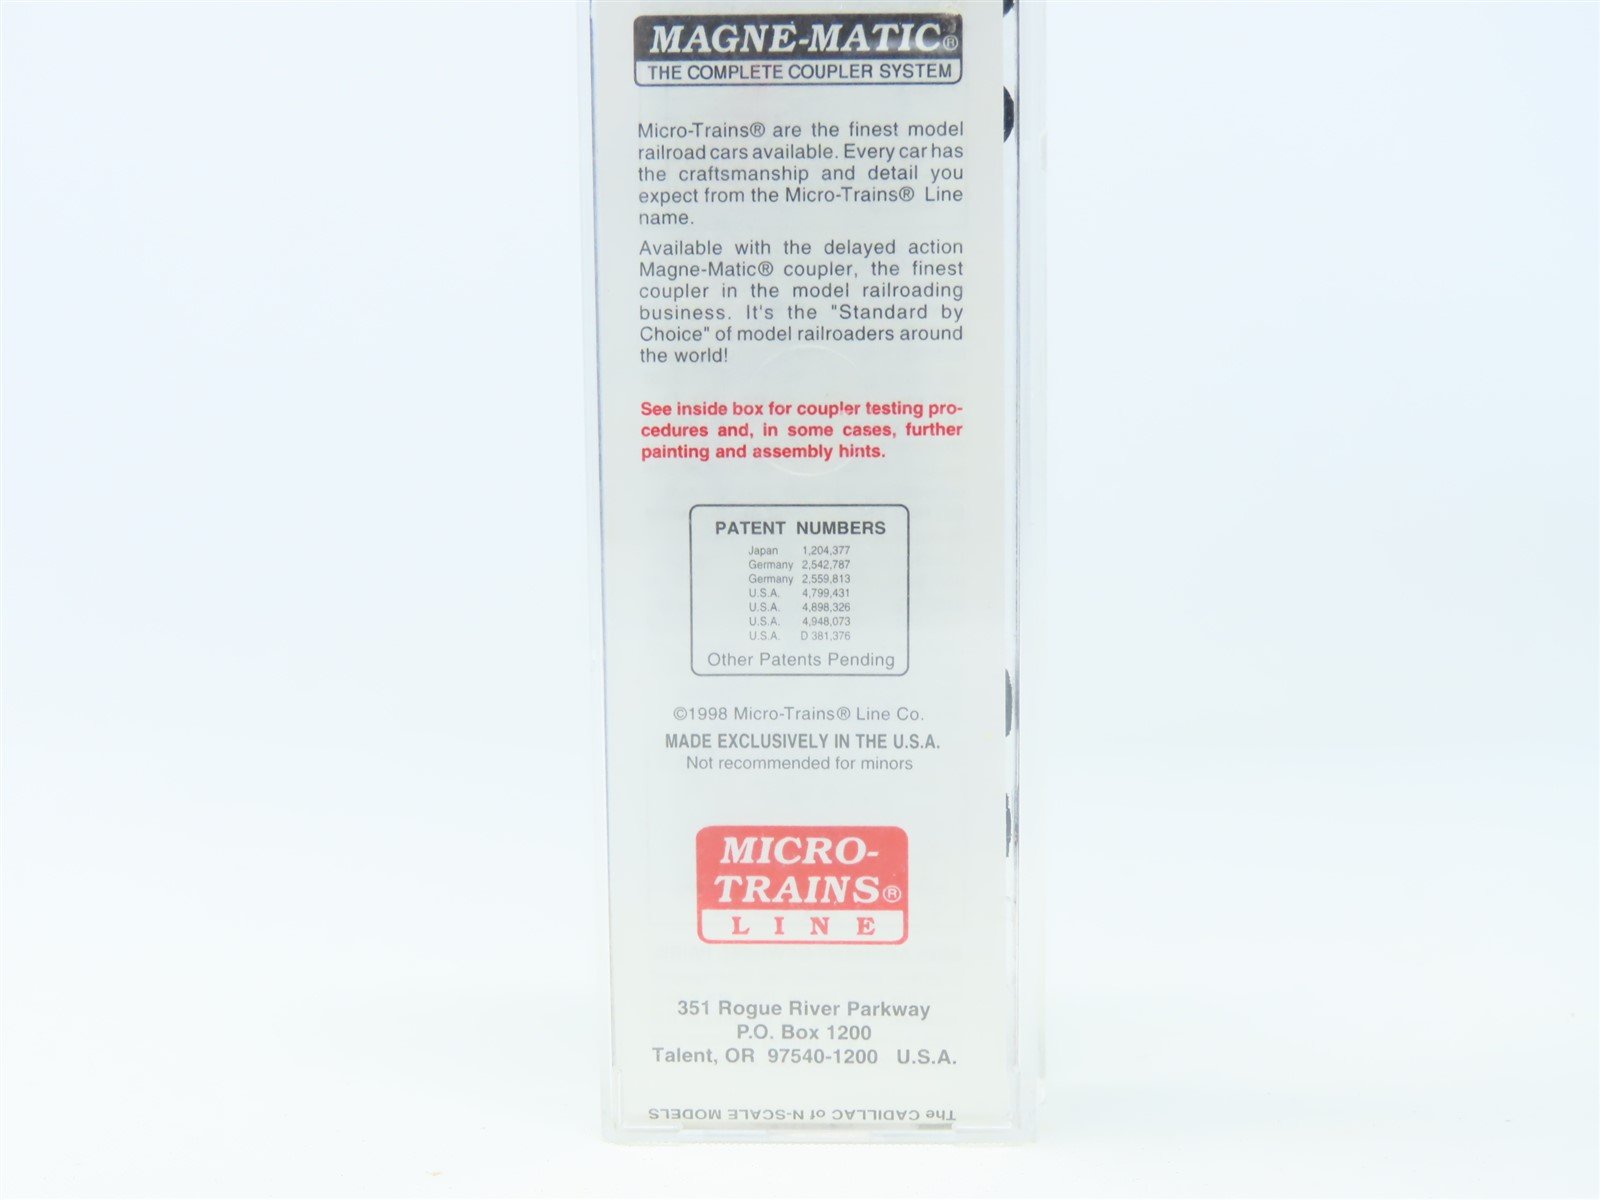 MAGNE-MATIC®
THE COMPLETE COUPLER SYSTEM
Micro-Trains® are the finest model
railroad cars available. Every car has
the craftsmanship and detail you
expect from the Micro-Trains® Line
name.
Available with the delayed action
Magne-Matic® coupler, the finest
coupler in the model railroading
business. It's the "Standard by
Choice" of model railroaders around
the world!
See inside box for coupler testing pro-
cedures and, in some cases, further
painting and assembly hints.
PATENT NUMBERS
Japan 1,204,377
Germany 2,542,787
Germany 2,559,813
U.S.A. 4,799,431
U.S.A. 4,898,326
U.S.A. 4,948,073
U.S.A. D 381,376
Other Patents Pending
©1998 Micro-Trains® Line Co.
MADE EXCLUSIVELY IN THE U.S.A.
Not recommended for minors
MICRO-
TRAINS®
LINE
351 Rogue River Parkway
P.O. Box 1200
Talent, OR 97540-1200 U.S.A.
The CADILLAC of N-SCALE MODELS